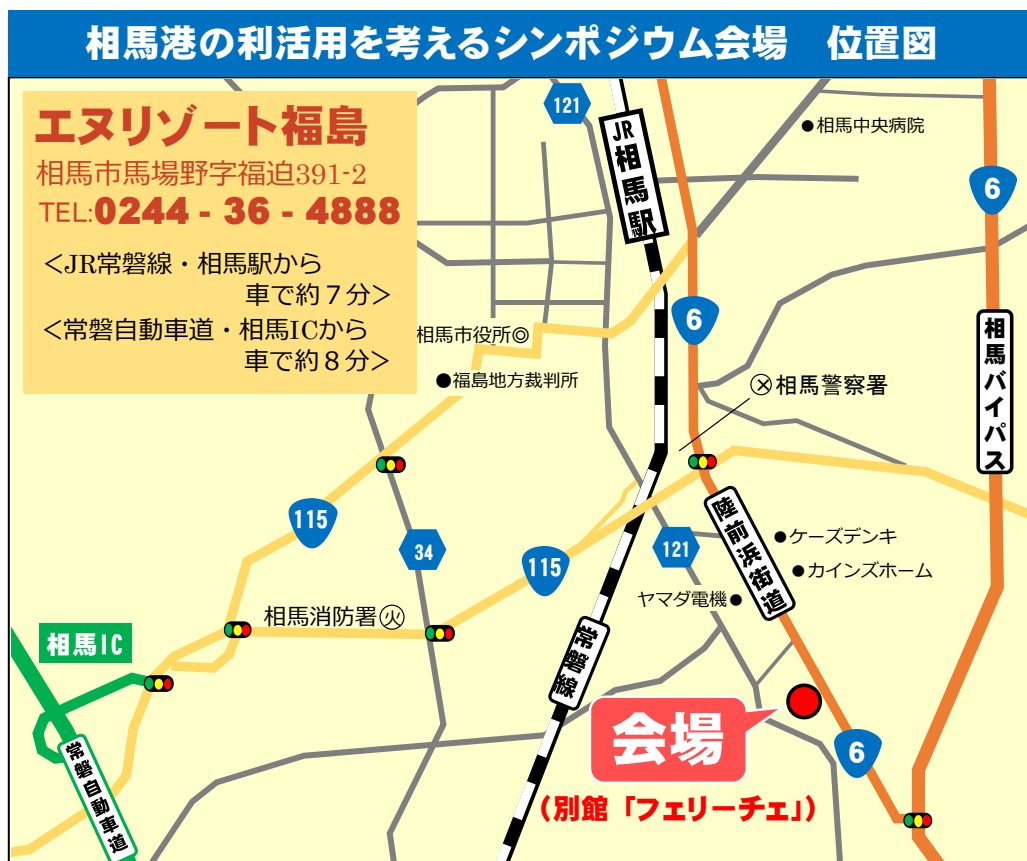 相馬港の利活用を考えるシンポジウム会場　位置図
エヌリゾート福島
相馬市馬場野字福迫391-2
TEL:0244 - 36 - 4888
<JR常磐線・相馬駅から
車で約７分>
<常磐自動車道・相馬ICから
車で約８分>
121
JR相馬駅
相馬中央病院
6
6
相馬市役所
福島地方裁判所
相馬警察署
相馬バイパス
115
34
115
121
陸前浜街道
ケーズデンキ
カインズホーム
ヤマダ電機
相馬消防署火
相馬IC
常磐線
常磐自動車道
会場
6
(別館「フェリーチェ」)